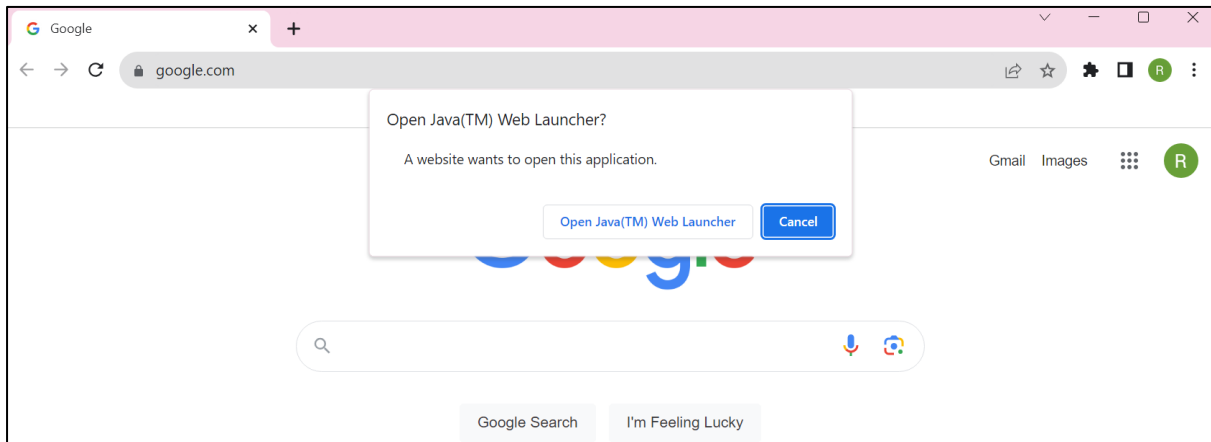 Google
google.com
R
Open Java(TM) Web Launcher?
A website wants to open this application.
Gmail Images
R
Open Java(TM) Web Launcher Cancel
Google
Google Search I'm Feeling Lucky